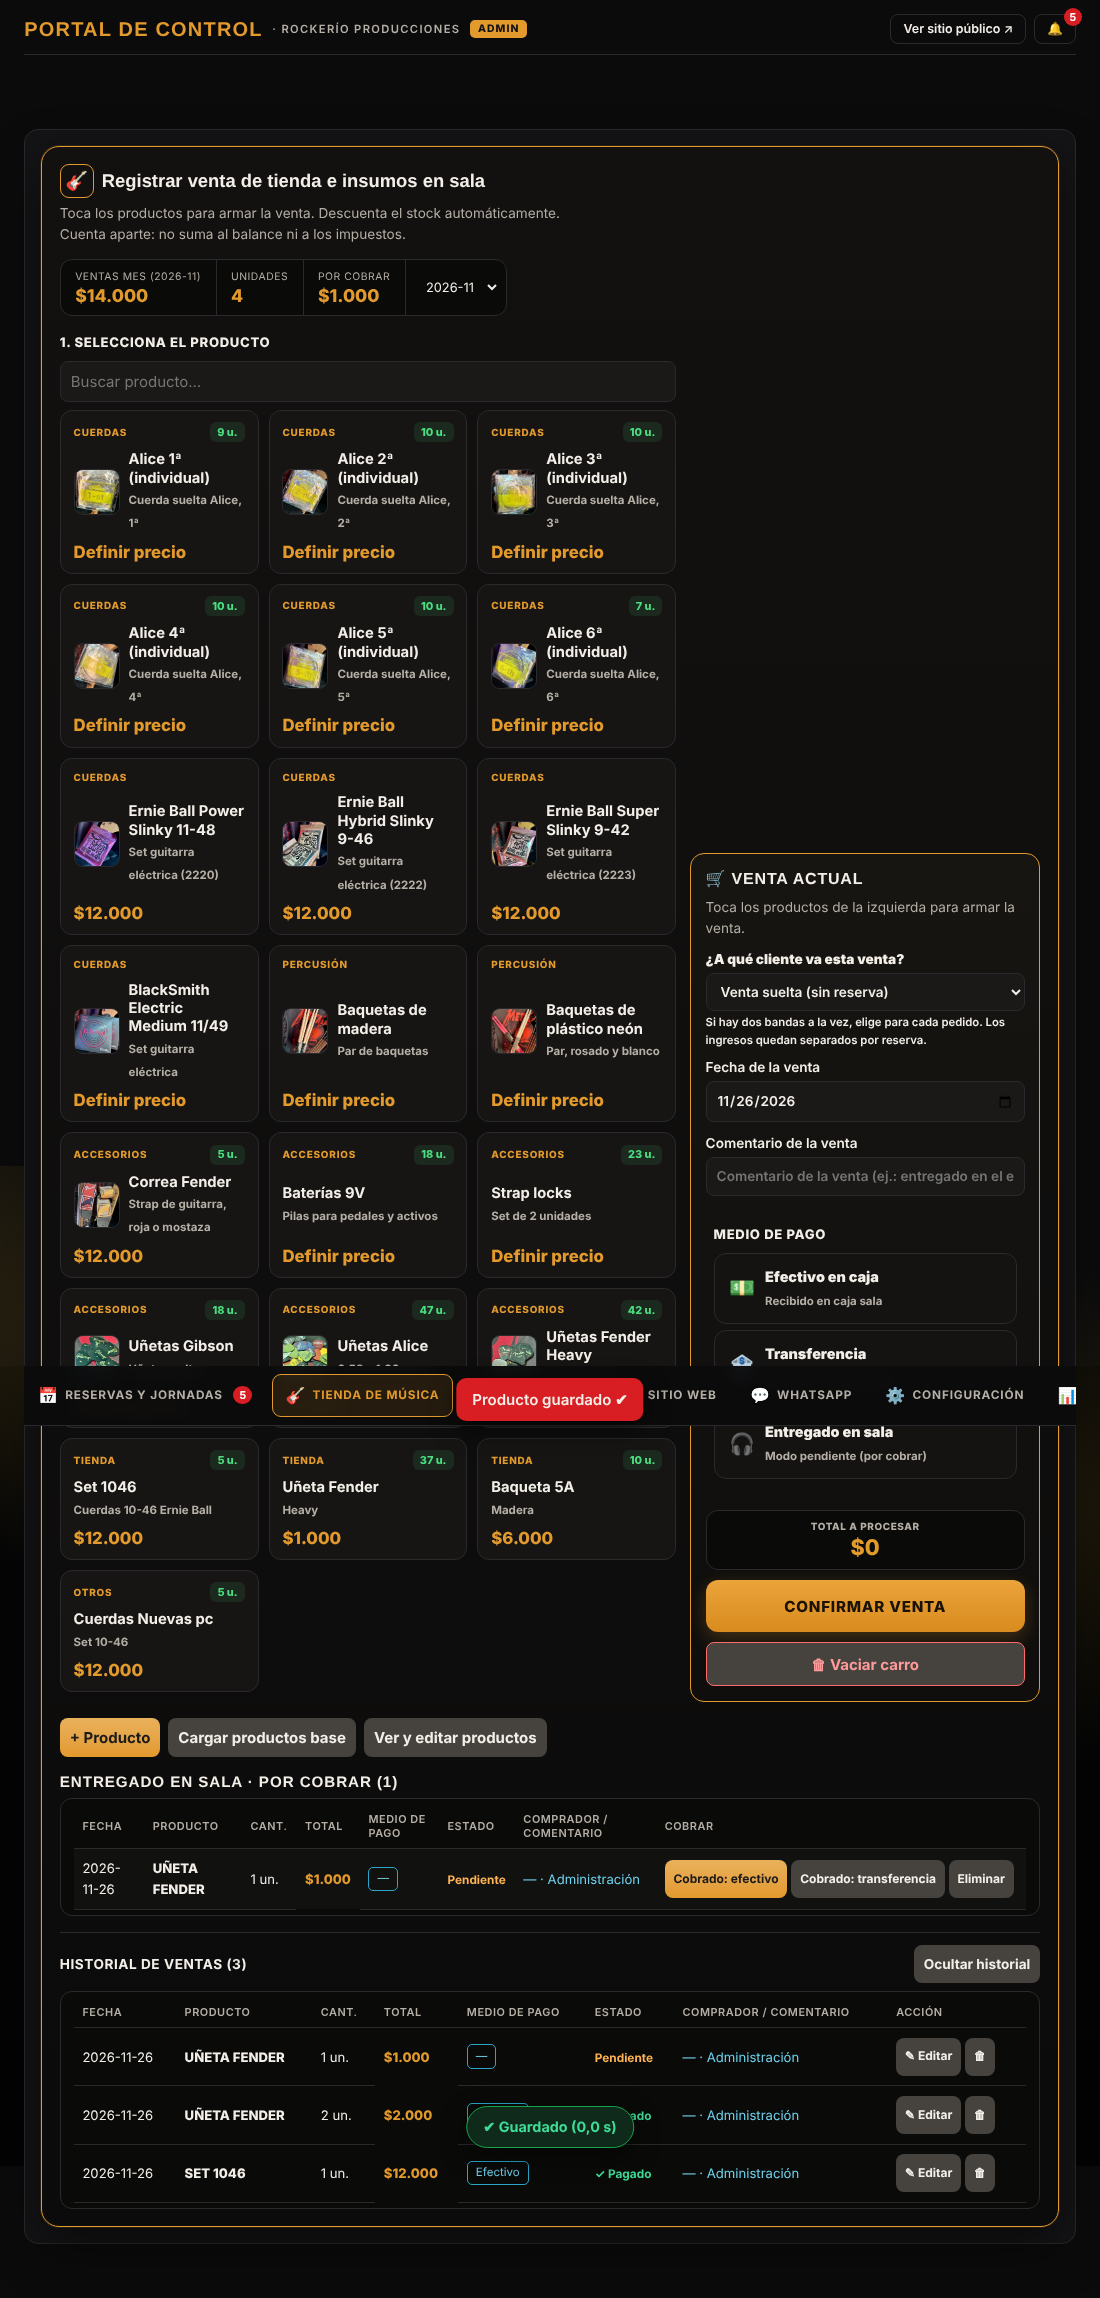 PORTAL DE CONTROL · ROCKERÍO PRODUCCIONES ADMIN
Ver sitio público ↗ 🔔 5
🎸 Registrar venta de tienda e insumos en sala
Toca los productos para armar la venta. Descuenta el stock automáticamente.
Cuenta aparte: no suma al balance ni a los impuestos.
VENTAS MES (2026-11) UNIDADES POR COBRAR
$14.000 4 $1.000 2026-11
1. SELECCIONA EL PRODUCTO
Buscar producto...
CUERDAS 9 u.
Alice 1ª
(individual)
Cuerda suelta Alice,
1ª
Definir precio
CUERDAS 10 u.
Alice 2ª
(individual)
Cuerda suelta Alice,
2ª
Definir precio
CUERDAS 10 u.
Alice 3ª
(individual)
Cuerda suelta Alice,
3ª
Definir precio
CUERDAS 10 u.
Alice 4ª
(individual)
Cuerda suelta Alice,
4ª
Definir precio
CUERDAS 10 u.
Alice 5ª
(individual)
Cuerda suelta Alice,
5ª
Definir precio
CUERDAS 7 u.
Alice 6ª
(individual)
Cuerda suelta Alice,
6ª
Definir precio
CUERDAS
Ernie Ball Power
Slinky 11-48
Set guitarra
eléctrica (2220)
$12.000
CUERDAS
Ernie Ball
Hybrid Slinky
9-46
Set guitarra
eléctrica (2222)
$12.000
CUERDAS
Ernie Ball Super
Slinky 9-42
Set guitarra
eléctrica (2223)
$12.000
CUERDAS
BlackSmith
Electric
Medium 11/49
Set guitarra
eléctrica
Definir precio
PERCUSIÓN
Baquetas de
madera
Par de baquetas
Definir precio
PERCUSIÓN
Baquetas de
plástico neón
Par, rosado y blanco
Definir precio
ACCESORIOS 5 u.
Correa Fender
Strap de guitarra,
roja o mostaza
$12.000
ACCESORIOS 18 u.
Baterías 9V
Pilas para pedales y activos
Definir precio
ACCESORIOS 23 u.
Strap locks
Set de 2 unidades
Definir precio
ACCESORIOS 18 u.
Uñetas Gibson
ACCESORIOS 47 u.
Uñetas Alice
ACCESORIOS 42 u.
Uñetas Fender
Heavy
🛒 VENTA ACTUAL
Toca los productos de la izquierda para armar la
venta.
¿A qué cliente va esta venta?
Venta suelta (sin reserva)
Si hay dos bandas a la vez, elige para cada pedido. Los
ingresos quedan separados por reserva.
Fecha de la venta
11/26/2026
Comentario de la venta
Comentario de la venta (ej.: entregado en el e
MEDIO DE PAGO
💵 Efectivo en caja
Recibido en caja sala
Transferencia
📅 RESERVAS Y JORNADAS 5 🎸 TIENDA DE MÚSICA Producto guardado ✔ SITIO WEB 💬 WHATSAPP ⚙️ CONFIGURACIÓN 📊
🎧 Entregado en sala
Modo pendiente (por cobrar)
TOTAL A PROCESAR
$0
CONFIRMAR VENTA
🗑 Vaciar carro
TIENDA 5 u.
Set 1046
Cuerdas 10-46 Ernie Ball
$12.000
TIENDA 37 u.
Uñeta Fender
Heavy
$1.000
TIENDA 10 u.
Baqueta 5A
Madera
$6.000
OTROS 5 u.
Cuerdas Nuevas pc
Set 10-46
$12.000
+ Producto Cargar productos base Ver y editar productos
ENTREGADO EN SALA · POR COBRAR (1)
FECHA PRODUCTO CANT. TOTAL MEDIO DE PAGO ESTADO COMPRADOR / COMENTARIO COBRAR
2026-11-26 UÑETA FENDER 1 un. $1.000 — Pendiente — · Administración Cobrado: efectivo Cobrado: transferencia Eliminar
HISTORIAL DE VENTAS (3) Ocultar historial
FECHA PRODUCTO CANT. TOTAL MEDIO DE PAGO ESTADO COMPRADOR / COMENTARIO ACCIÓN
2026-11-26 UÑETA FENDER 1 un. $1.000 — Pendiente — · Administración ✎ Editar 🗑
2026-11-26 UÑETA FENDER 2 un. $2.000 ado — · Administración ✎ Editar 🗑
✔ Guardado (0,0 s)
2026-11-26 SET 1046 1 un. $12.000 Efectivo ✓ Pagado — · Administración ✎ Editar 🗑